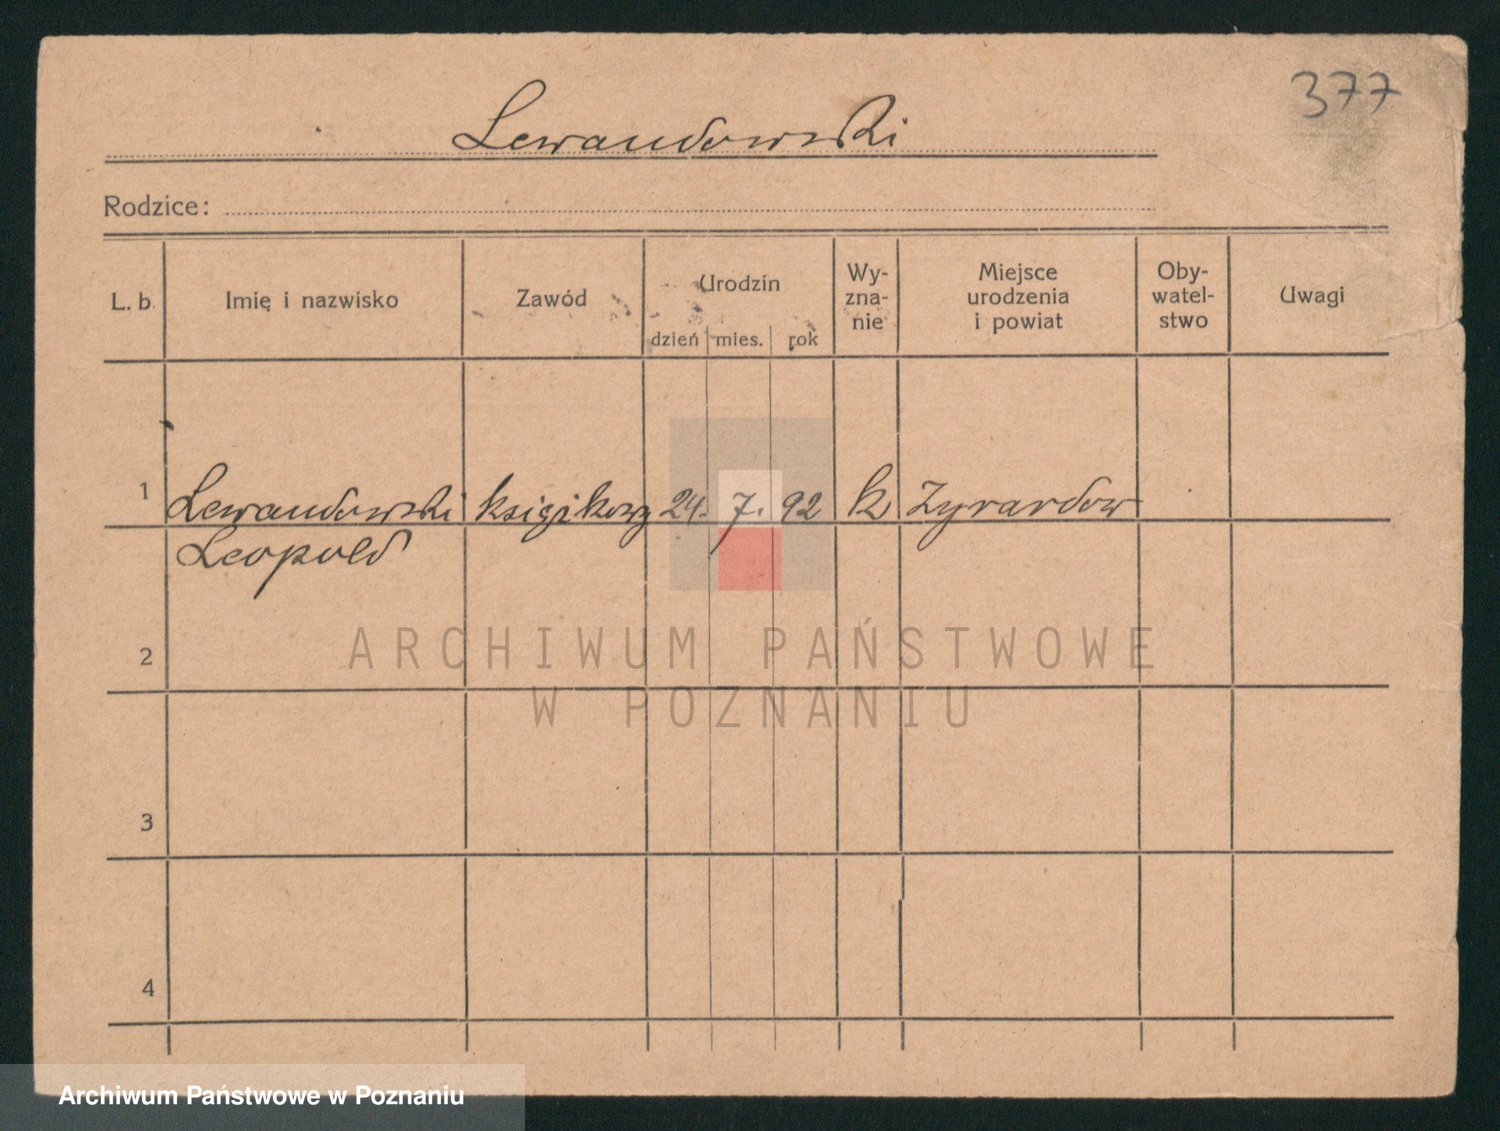 377
Lewandowski
Rodzice:
L. b.
Imię i nazwisko
Zawód
Urodzin
dzień mies. rok
Wy-
zna-
nie
Miejsce
urodzenia
i powiat
Oby-
watel-
stwo
Uwagi
1 Lewandowski księgikowy 24. 7. 92 k Zyrardow
Leopold
2
3
4
ARCHIWUM PAŃSTWOWE
W POZNANIU
Archiwum Państwowe w Poznaniu